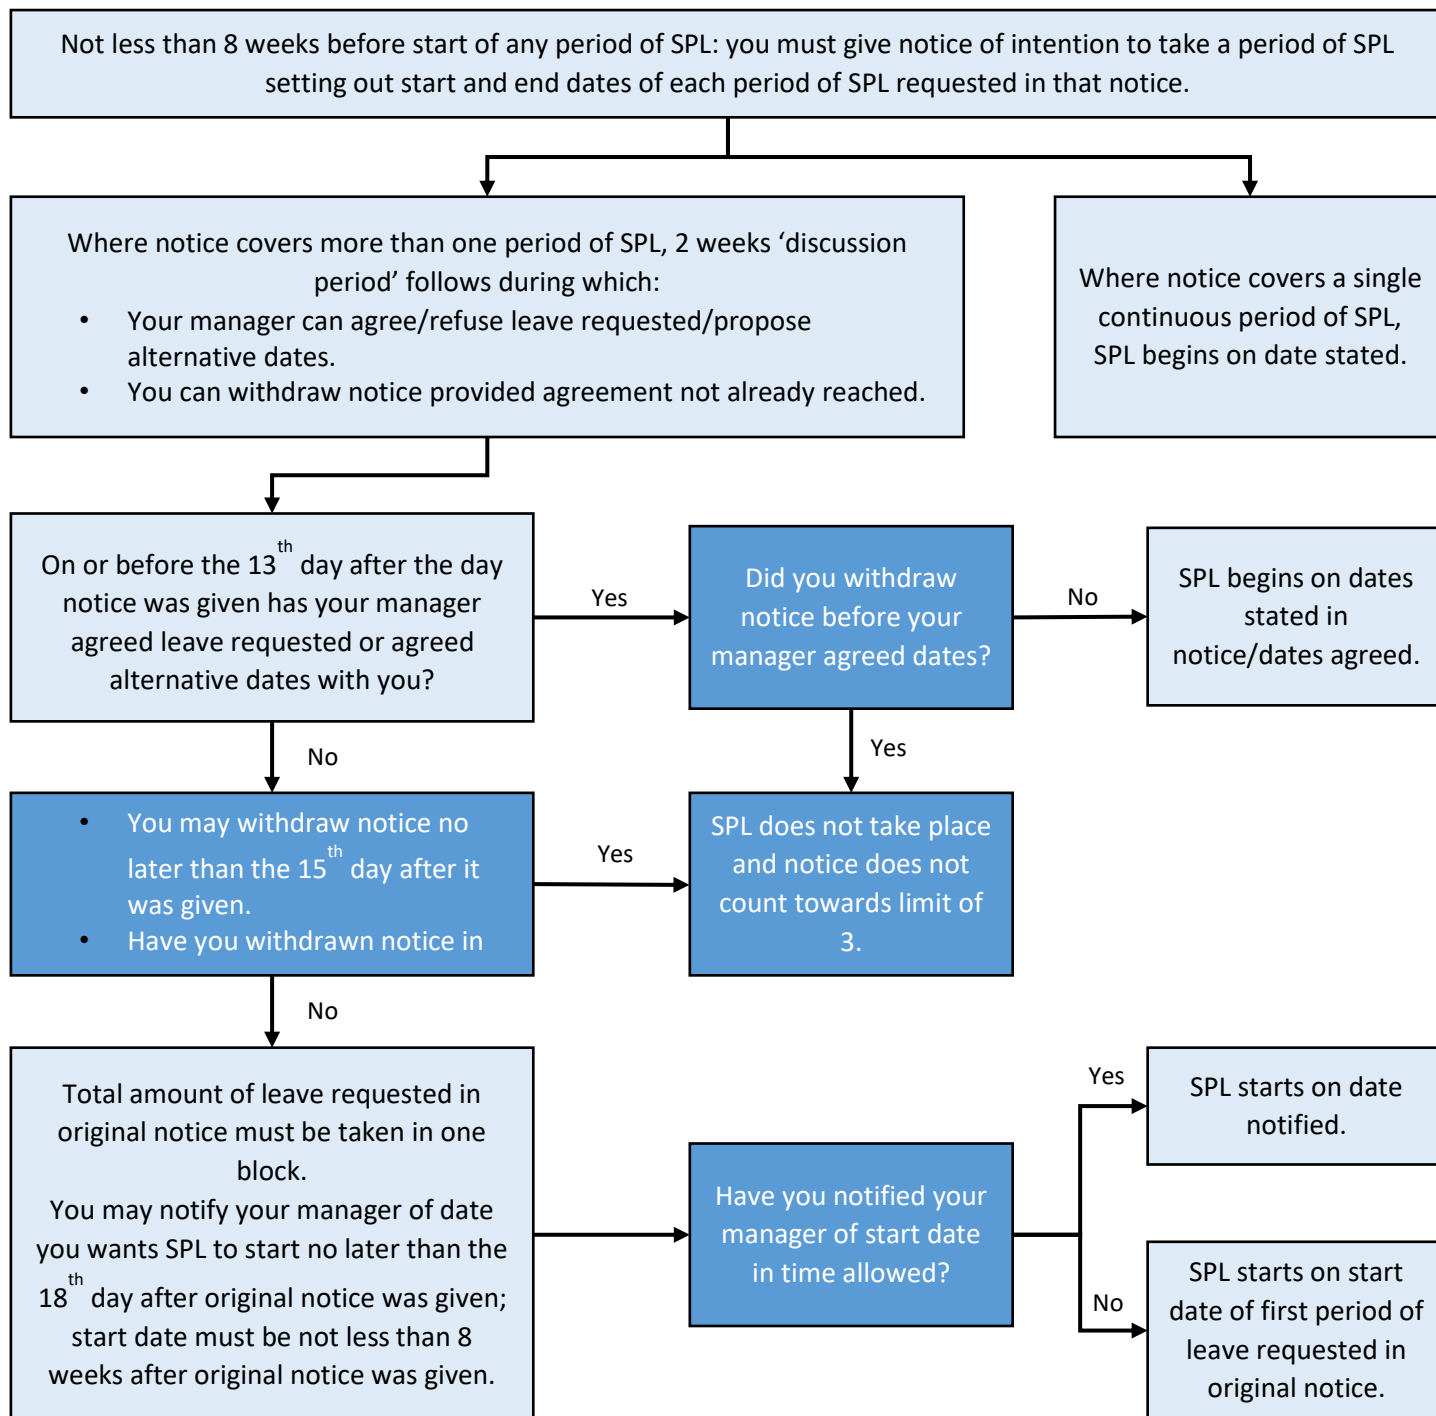 Not less than 8 weeks before start of any period of SPL: you must give notice of intention to take a period of SPL
setting out start and end dates of each period of SPL requested in that notice.
Where notice covers more than one period of SPL, 2 weeks ‘discussion
period’ follows during which:
• Your manager can agree/refuse leave requested/propose
alternative dates.
• You can withdraw notice provided agreement not already reached.
Where notice covers a single
continuous period of SPL,
SPL begins on date stated.
On or before the 13th day after the day
notice was given has your manager
agreed leave requested or agreed
alternative dates with you?
Yes
Did you withdraw
notice before your
manager agreed dates?
No
SPL begins on dates
stated in
notice/dates agreed.
No
Yes
• You may withdraw notice no
later than the 15th day after it
was given.
• Have you withdrawn notice in
Yes
SPL does not take place
and notice does not
count towards limit of
3.
No
Total amount of leave requested in
original notice must be taken in one
block.
You may notify your manager of date
you wants SPL to start no later than the
18th day after original notice was given;
start date must be not less than 8
weeks after original notice was given.
Have you notified your
manager of start date
in time allowed?
Yes
SPL starts on date
notified.
No
SPL starts on start
date of first period of
leave requested in
original notice.